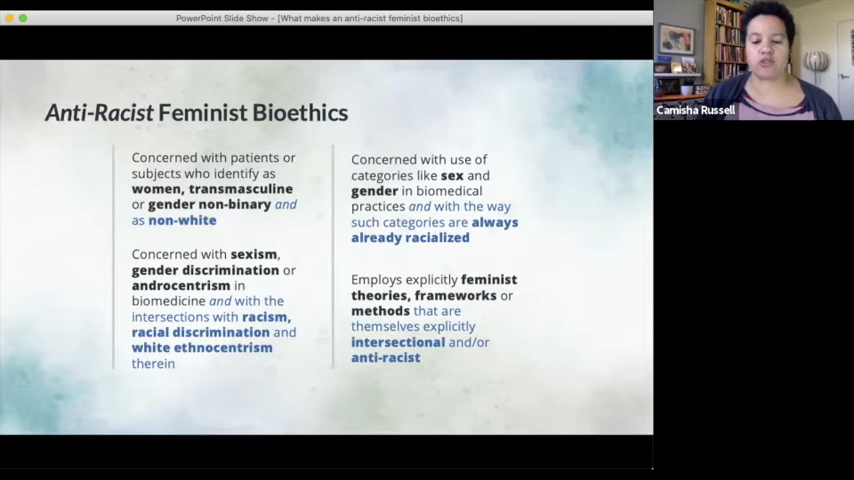 PowerPoint Slide Show - [What makes an anti-racist feminist bioethics]
Camisha Russell
Anti-Racist Feminist Bioethics
Concerned with patients or
subjects who identify as
women, transmasculine
or gender non-binary and
as non-white
Concerned with sexism,
gender discrimination or
androcentrism in
biomedicine and with the
intersections with racism,
racial discrimination and
white ethnocentrism
therein
Concerned with use of
categories like sex and
gender in biomedical
practices and with the way
such categories are always
already racialized
Employs explicitly feminist
theories, frameworks or
methods that are
themselves explicitly
intersectional and/or
anti-racist